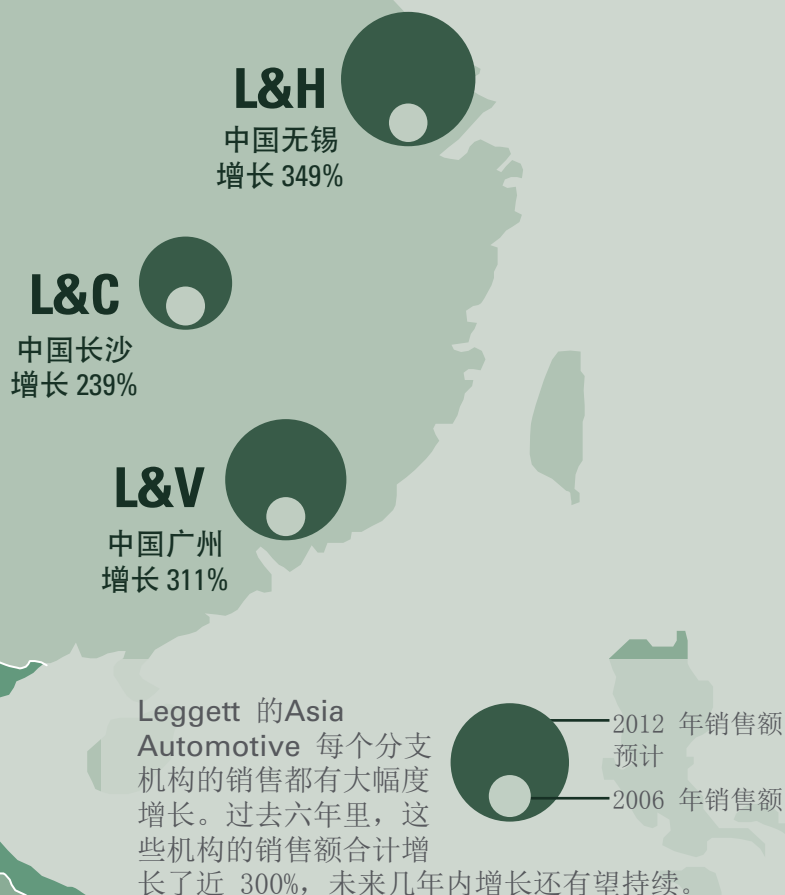 L&H
中国无锡
增长 349%
L&C
中国长沙
增长 239%
L&V
中国广州
增长 311%
Leggett 的Asia
Automotive 每个分支
机构的销售都有大幅度
增长。过去六年里，这
些机构的销售额合计增
长了近 300%，未来几年内增长还有望持续。
2012 年销售额
预计
2006 年销售额